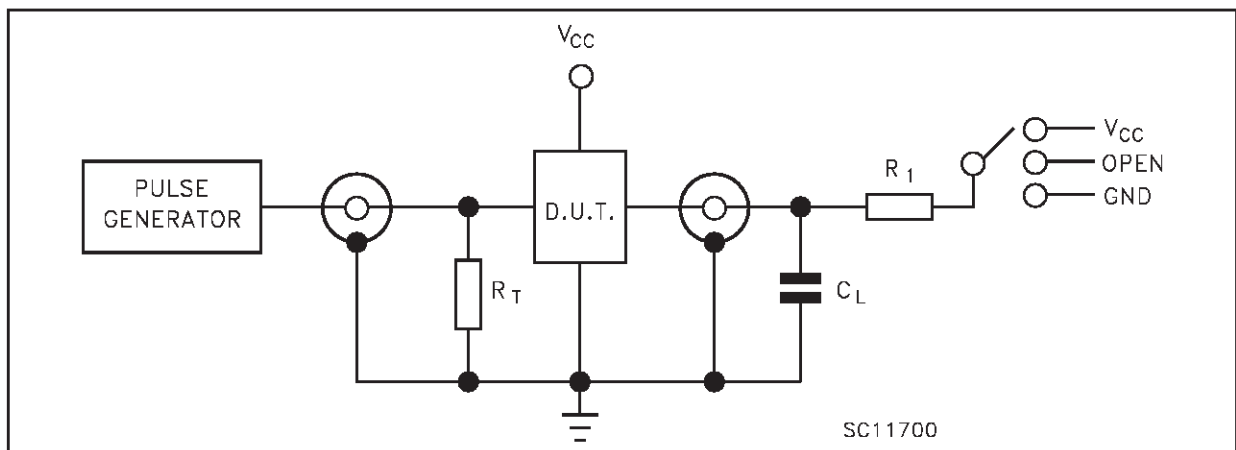 VCC
PULSE
GENERATOR
RT
D.U.T.
CL
R1
VCC
OPEN
GND
SC11700